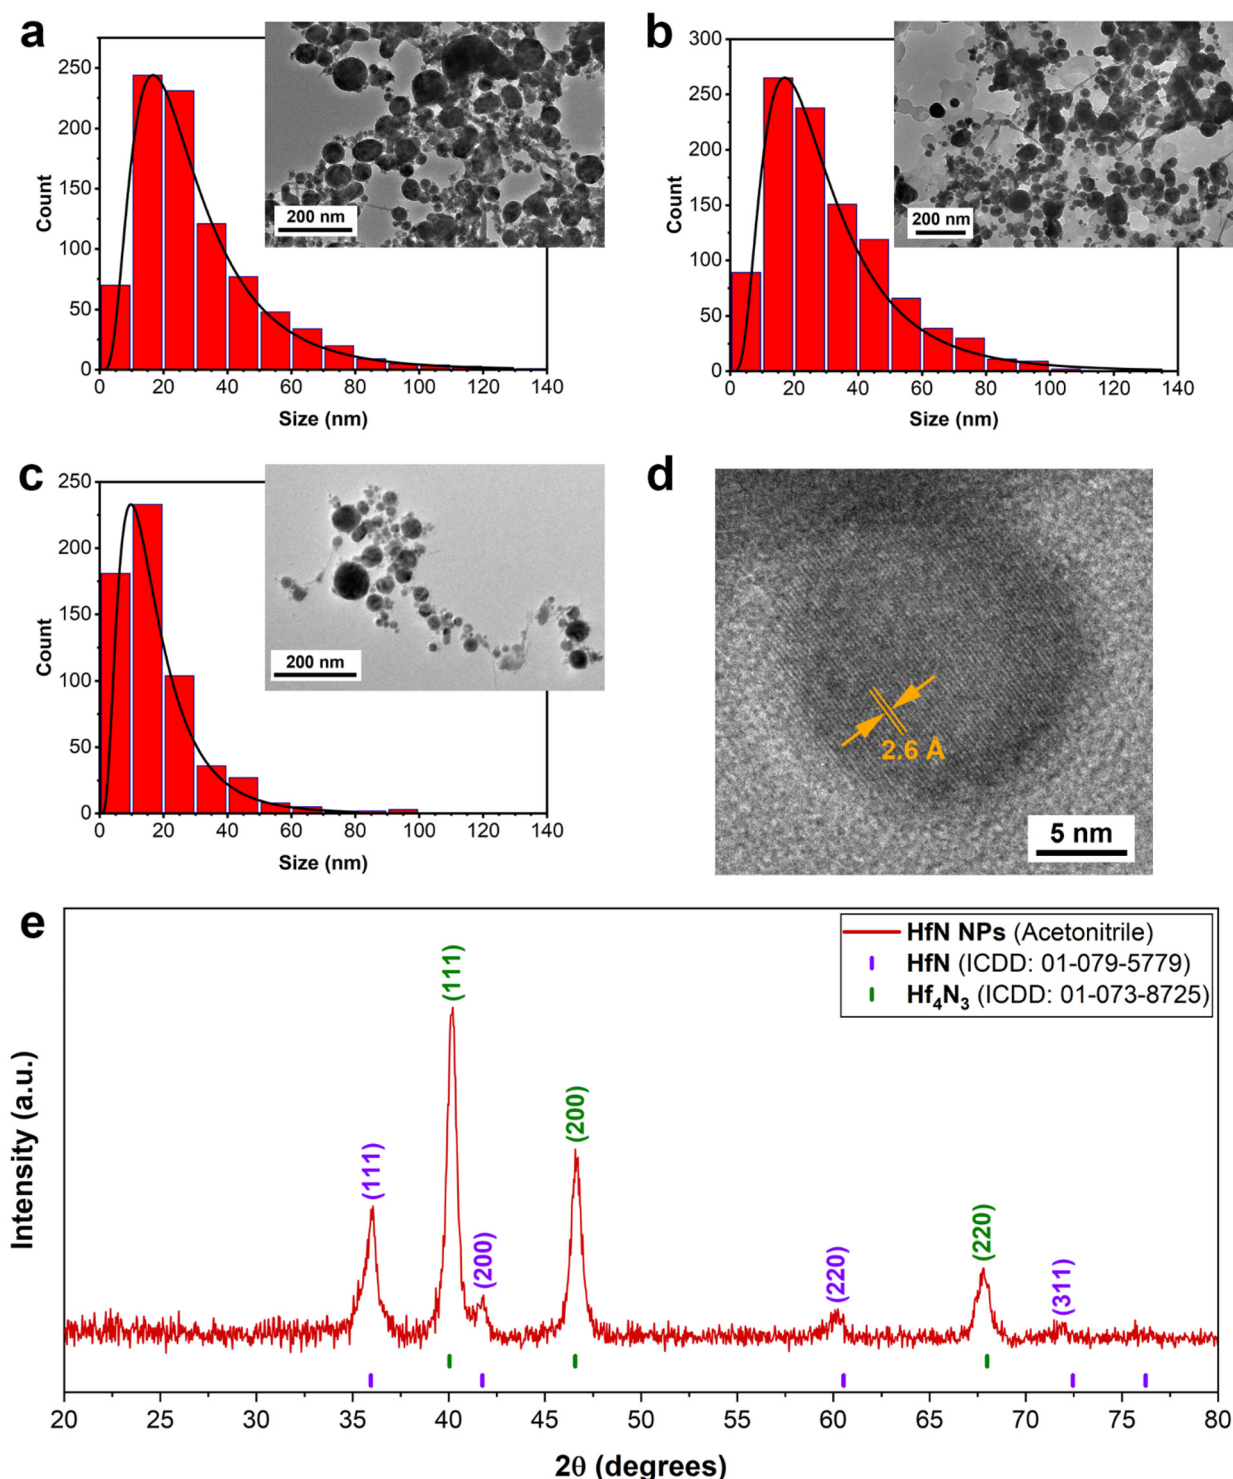 a
250
200
150
100
50
0
Count
0 20 40 60 80 100 120 140
Size (nm)
200 nm
b
300
250
200
150
100
50
0
Count
0 20 40 60 80 100 120 140
Size (nm)
200 nm
c
250
200
150
100
50
0
Count
0 20 40 60 80 100 120 140
Size (nm)
200 nm
d
2.6 Å
5 nm
e
HfN NPs (Acetonitrile)
HfN (ICDD: 01-079-5779)
Hf₄N₃ (ICDD: 01-073-8725)
Intensity (a.u.)
(111)
(111)
(200)
(200)
(220)
(220)
(311)
20 25 30 35 40 45 50 55 60 65 70 75 80
2θ (degrees)